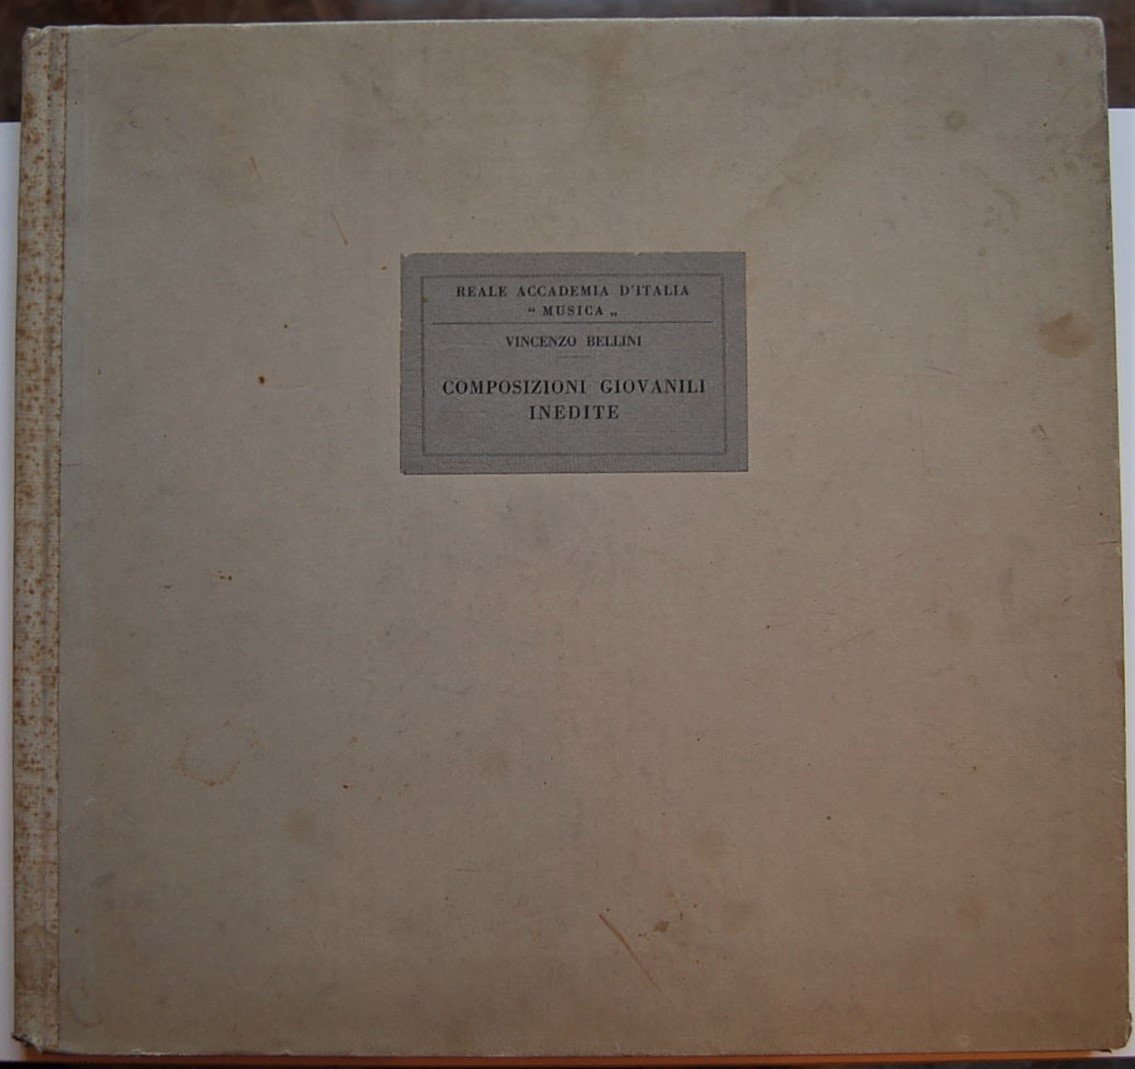 REALE ACCADEMIA D'ITALIA
“ MUSICA „
VINCENZO BELLINI
COMPOSIZIONI GIOVANILI
INEDITE